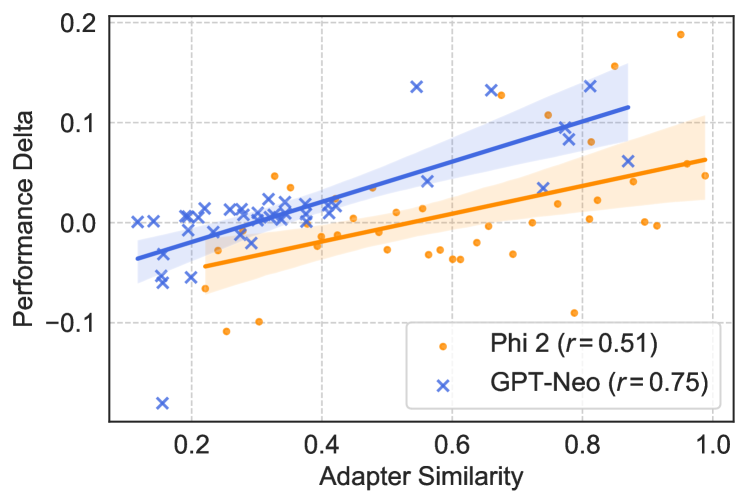 0.2
0.1
0.0
−0.1
Performance Delta
0.2 0.4 0.6 0.8 1.0
Adapter Similarity
Phi 2 (r = 0.51)
GPT-Neo (r = 0.75)